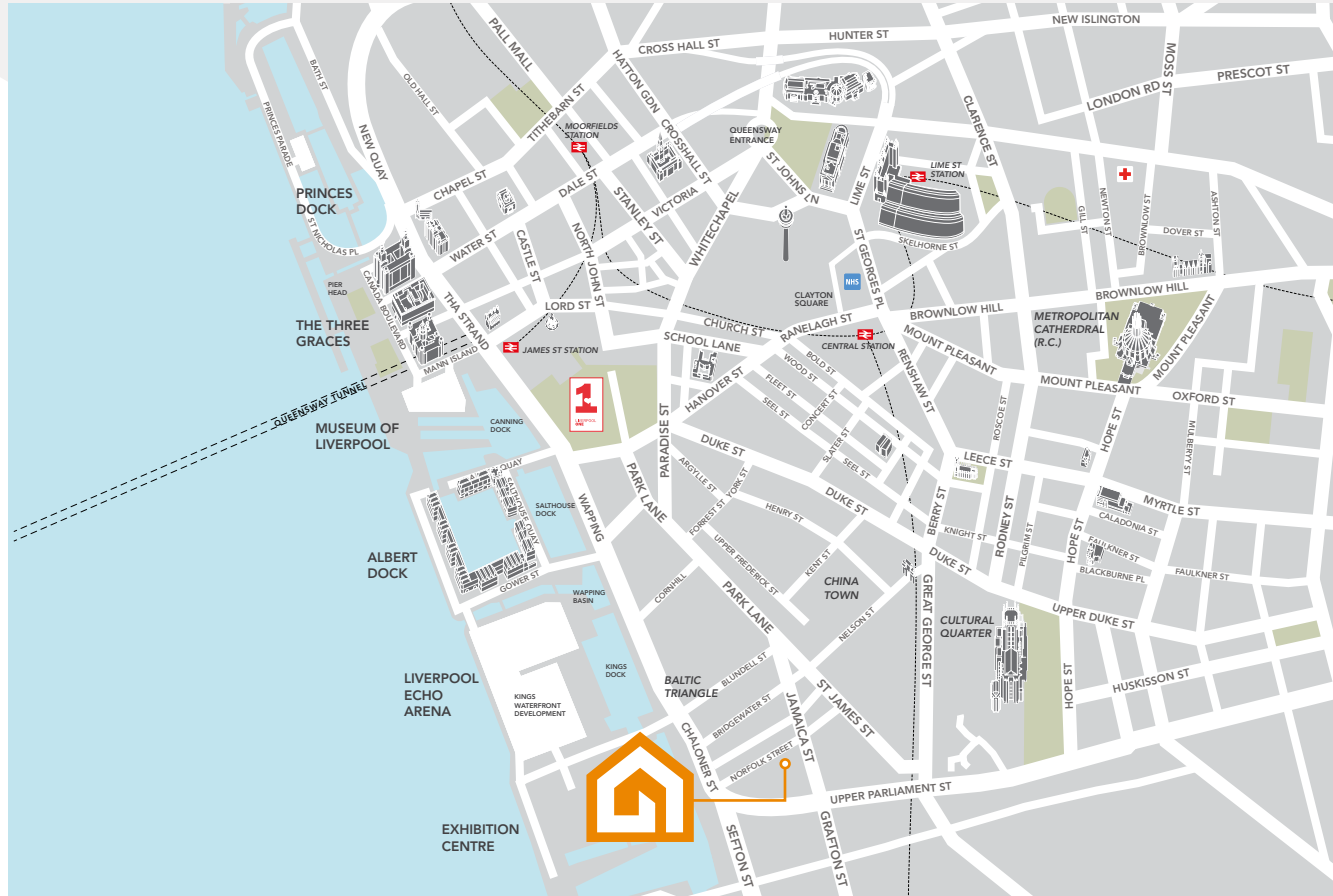 NEW ISLINGTON
HUNTER ST
CROSS HALL ST
PALL MALL
HATTON GDN
MOSS ST
PRESCOT ST
LONDON RD
BATH ST
OLD HALL ST
TITHEBARN ST
CLARENCE ST
PRINCES PARADE
NEW QUAY
MOORFIELDS
STATION
CROSSHALL ST
QUEENSWAY
ENTRANCE
ST JOHNS LN
LIME ST
LIME ST
STATION
CHAPEL ST
DALE ST
STANLEY ST
VICTORIA
WHITECHAPEL
GILL ST
NEWTON ST
BROWNLOW ST
ASHTON ST
DOVER ST
PRINCES
DOCK
ST NICHOLAS PL
WATER ST
CASTLE ST
NORTH JOHN ST
ST GEORGES PL
SKELHORNE ST
PIER
HEAD
CANADA BOULEVARD
THA STRAND
LORD ST
NHS
CLAYTON
SQUARE
BROWNLOW HILL
BROWNLOW HILL
THE THREE
GRACES
MANN ISLAND
JAMES ST STATION
CHURCH ST
SCHOOL LANE
RANELAGH ST
CENTRAL STATION
METROPOLITAN
CATHERDRAL
(R.C.)
MOUNT PLEASANT
MOUNT PLEASANT
MOUNT PLEASANT
OXFORD ST
QUEENSWAY TUNNEL
1
LIVERPOOL
ONE
HANOVER ST
PARADISE ST
BOLD ST
WOOD ST
FLEET ST
SEEL ST
CONCERT ST
RENSHAW ST
ROSCOE ST
HOPE ST
MULBERRY ST
MUSEUM OF
LIVERPOOL
CANNING
DOCK
DUKE ST
SLATER ST
SEEL ST
LEECE ST
QUAY
SALTHOUSE QUAY
SALTHOUSE
DOCK
WAPPING
PARK LANE
ARGYLLE ST
YORK ST
FORREST ST
HENRY ST
DUKE ST
BERRY ST
KNIGHT ST
RODNEY ST
PILGRIM ST
HOPE ST
MYRTLE ST
CALADONIA ST
FAULKNER ST
BLACKBURNE PL
FAULKNER ST
ALBERT
DOCK
GOWER ST
WAPPING
BASIN
CORNHILL
UPPER FREDERICK ST
KENT ST
CHINA
TOWN
NELSON ST
DUKE ST
GREAT GEORGE ST
UPPER DUKE ST
CULTURAL
QUARTER
PARK LANE
LIVERPOOL
ECHO
ARENA
KINGS
WATERFRONT
DEVELOPMENT
KINGS
DOCK
BALTIC
TRIANGLE
BLUNDELL ST
BRIDGEWATER ST
JAMAICA ST
ST JAMES ST
HOPE ST
HUSKISSON ST
CHALONER ST
NORFOLK STREET
UPPER PARLIAMENT ST
EXHIBITION
CENTRE
SEFTON ST
GRAFTON ST